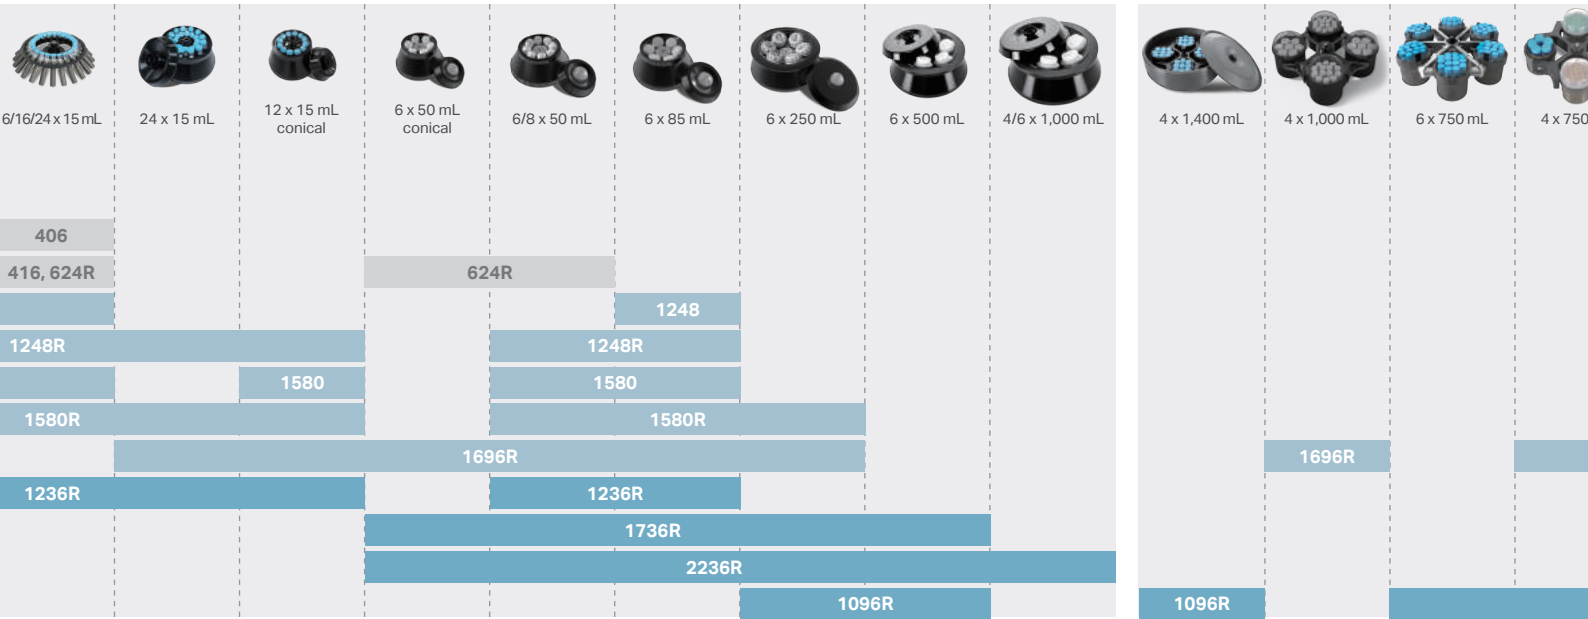 6/16/24 x 15 mL
24 x 15 mL
12 x 15 mL
conical
6 x 50 mL
conical
6/8 x 50 mL
6 x 85 mL
6 x 250 mL
6 x 500 mL
4/6 x 1,000 mL
4 x 1,400 mL
4 x 1,000 mL
6 x 750 mL
4 x 750
406
416, 624R
624R
1248
1248R
1248R
1580
1580
1580R
1580R
1696R
1696R
1236R
1236R
1736R
2236R
1096R
1096R